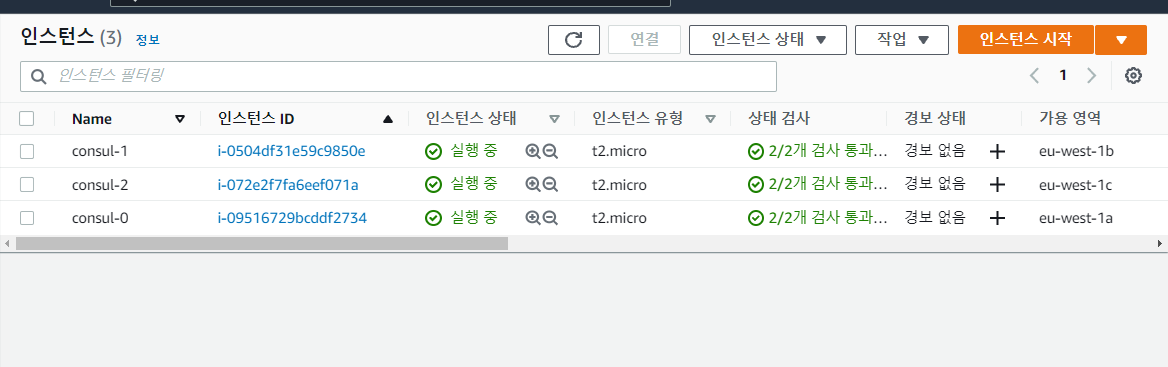 인스턴스 (3) 정보 연결 인스턴스 상태 작업 인스턴스 시작
인스턴스 필터링 1
Name 인스턴스 ID 인스턴스 상태 인스턴스 유형 상태 검사 경보 상태 가용 영역
consul-1 i-0504df31e59c9850e 실행 중 t2.micro 2/2개 검사 통과... 경보 없음 + eu-west-1b
consul-2 i-072e2f7fa6eef071a 실행 중 t2.micro 2/2개 검사 통과... 경보 없음 + eu-west-1c
consul-0 i-09516729bcddf2734 실행 중 t2.micro 2/2개 검사 통과... 경보 없음 + eu-west-1a